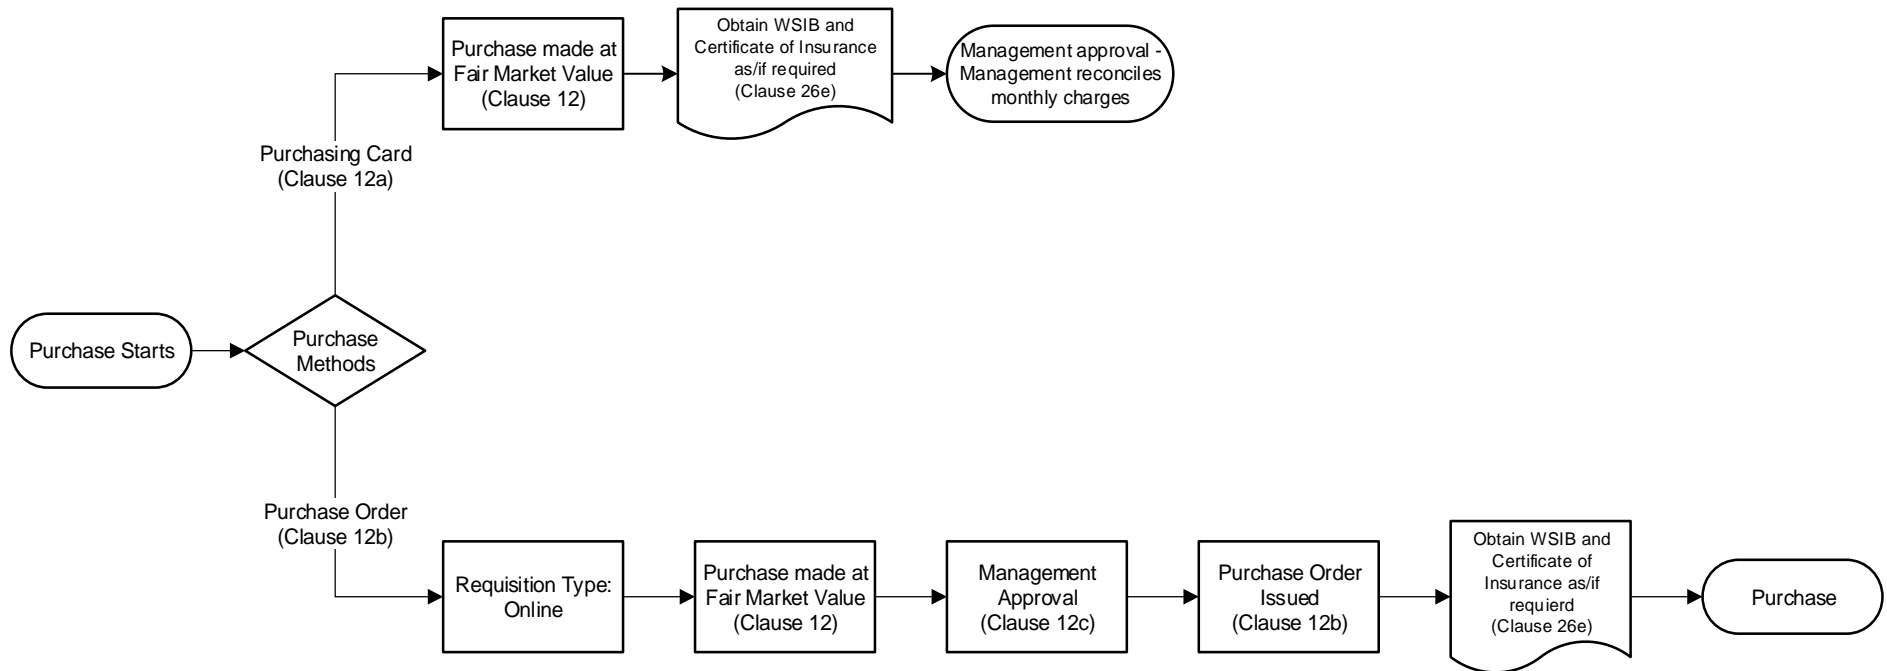 Purchase made at
Fair Market Value
(Clause 12)
Obtain WSIB and
Certificate of Insurance
as/if required
(Clause 26e)
Management approval -
Management reconciles
monthly charges
Purchasing Card
(Clause 12a)
Purchase Starts
Purchase
Methods
Purchase Order
(Clause 12b)
Requisition Type:
Online
Purchase made at
Fair Market Value
(Clause 12)
Management
Approval
(Clause 12c)
Purchase Order
Issued
(Clause 12b)
Obtain WSIB and
Certificate of
Insurance as/if
requierd
(Clause 26e)
Purchase